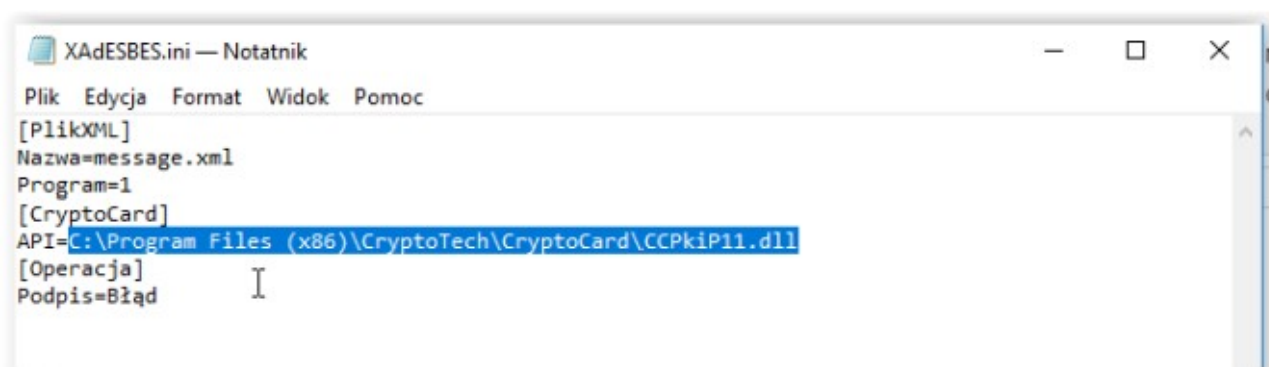 XAdESBES.ini — Notatnik
Plik Edycja Format Widok Pomoc
[PlikXML]
Nazwa=message.xml
Program=1
[CryptoCard]
API=C:\Program Files (x86)\CryptoTech\CryptoCard\CCPkiP11.dll
[Operacja]
Podpis=Błąd